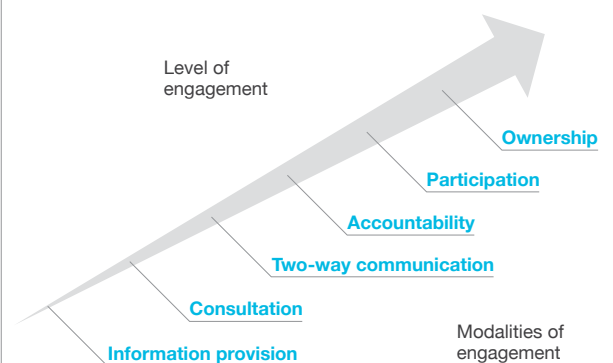 Level of
engagement
Ownership
Participation
Accountability
Two-way communication
Consultation
Information provision
Modalities of
engagement